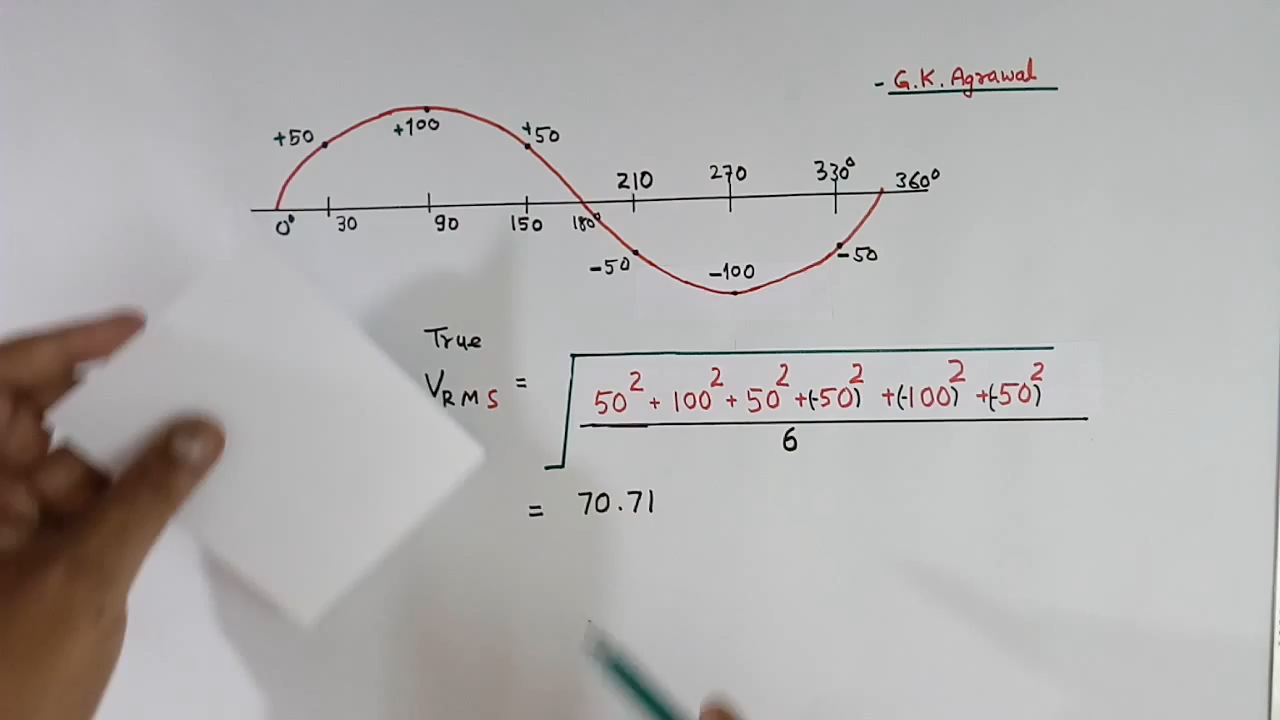 - G.K. Agrawal
+50 +100 +50
210 270 330° 360°
0° 30 90 150 180°
-50 -100 -50
True
VRMS = √(50² + 100² + 50² +(-50)² +(-100)² +(-50)² / 6)
= 70.71